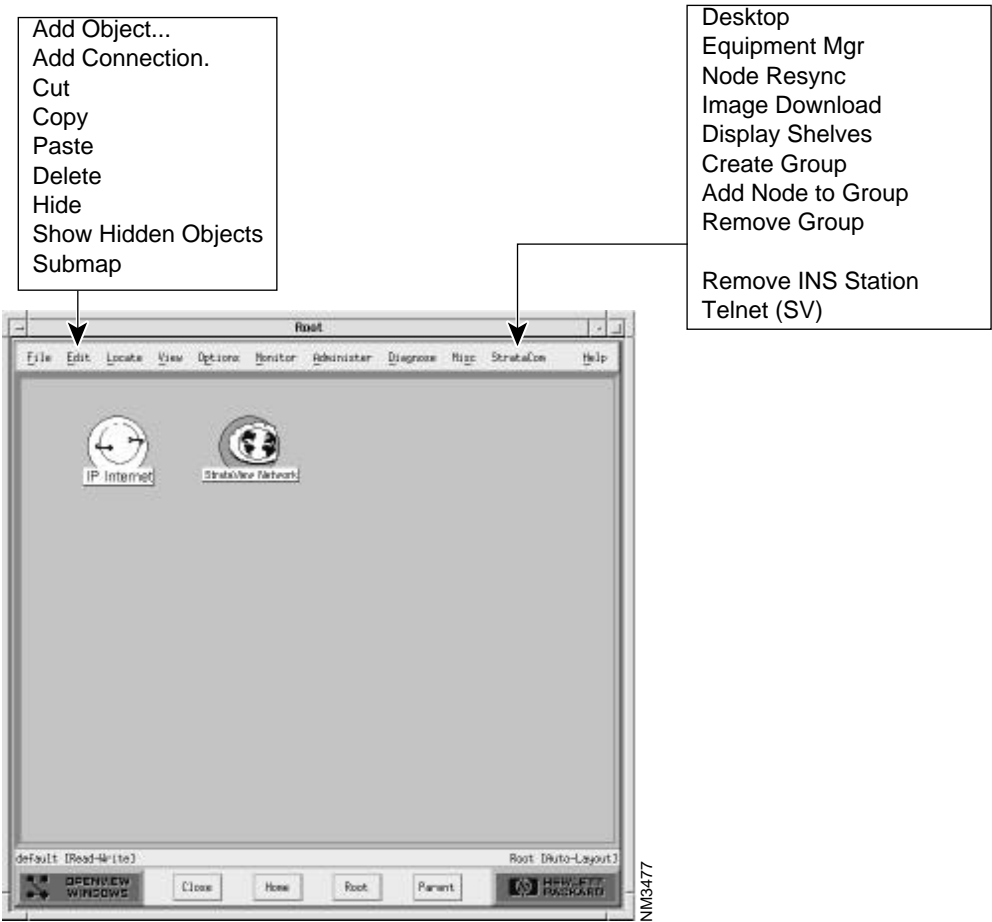 Add Object...
Add Connection.
Cut
Copy
Paste
Delete
Hide
Show Hidden Objects
Submap
Desktop
Equipment Mgr
Node Resync
Image Download
Display Shelves
Create Group
Add Node to Group
Remove Group
Remove INS Station
Telnet (SV)
Root
File Edit Locate View Options Monitor Administer Diagnose Misc StrataCom Help
IP Internet
StrataView Network
default [Read-Write]
Root [Auto-Layout]
OPENVIEW
WINDOWS
Close Home Root Parent
HEWLETT
PACKARD
NM3477